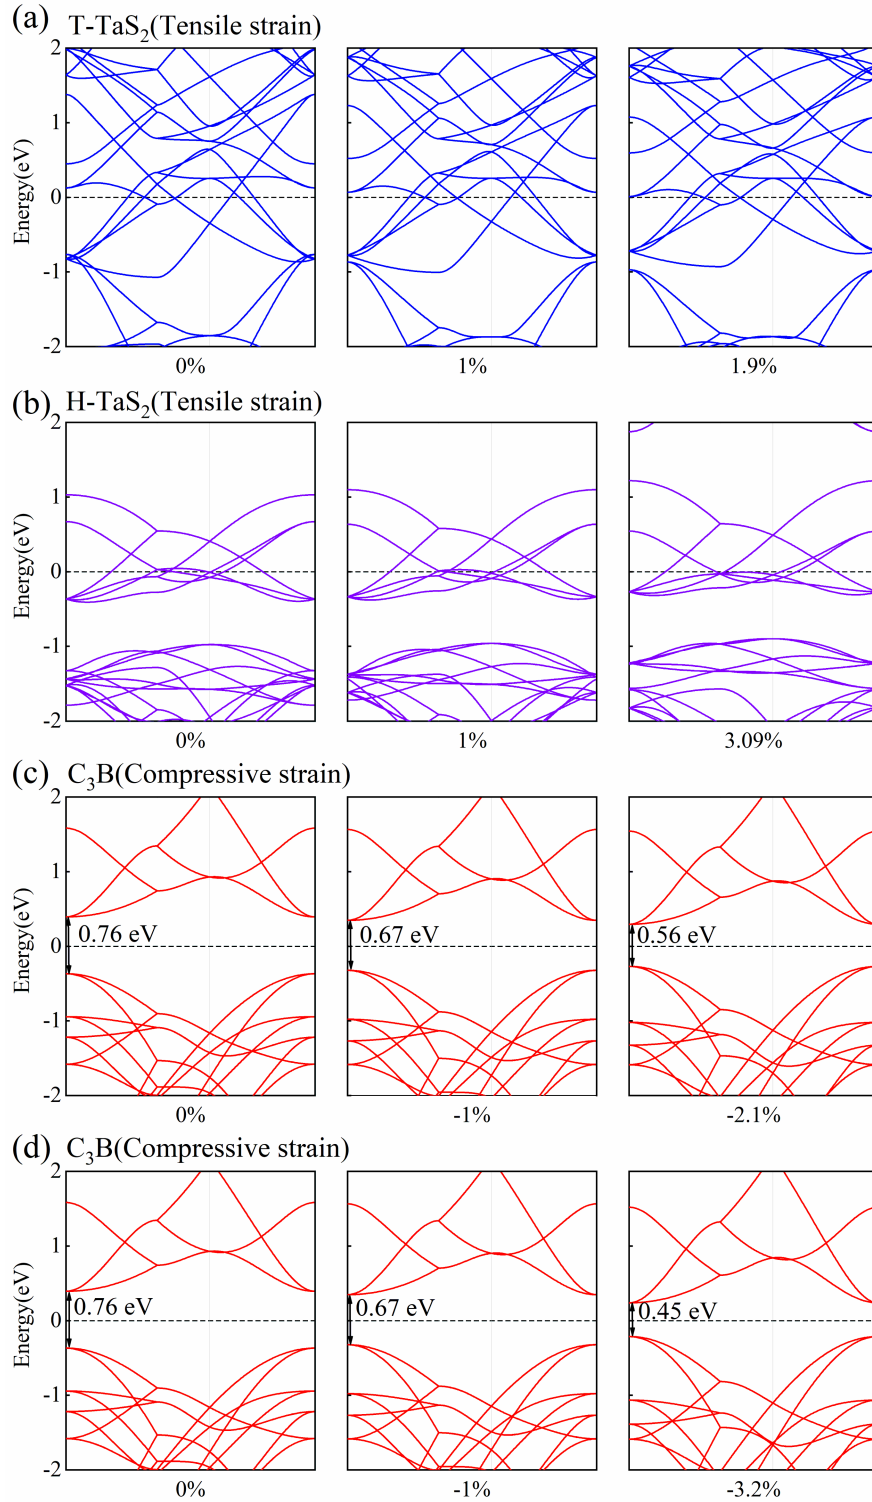 (a) T-TaS₂(Tensile strain)
Energy(eV)
2
1
0
-1
-2
0%
1%
1.9%
(b) H-TaS₂(Tensile strain)
Energy(eV)
2
1
0
-1
-2
0%
1%
3.09%
(c) C₃B(Compressive strain)
Energy(eV)
2
1
0
-1
-2
0.76 eV
0.67 eV
0.56 eV
0%
-1%
-2.1%
(d) C₃B(Compressive strain)
Energy(eV)
2
1
0
-1
-2
0.76 eV
0.67 eV
0.45 eV
0%
-1%
-3.2%